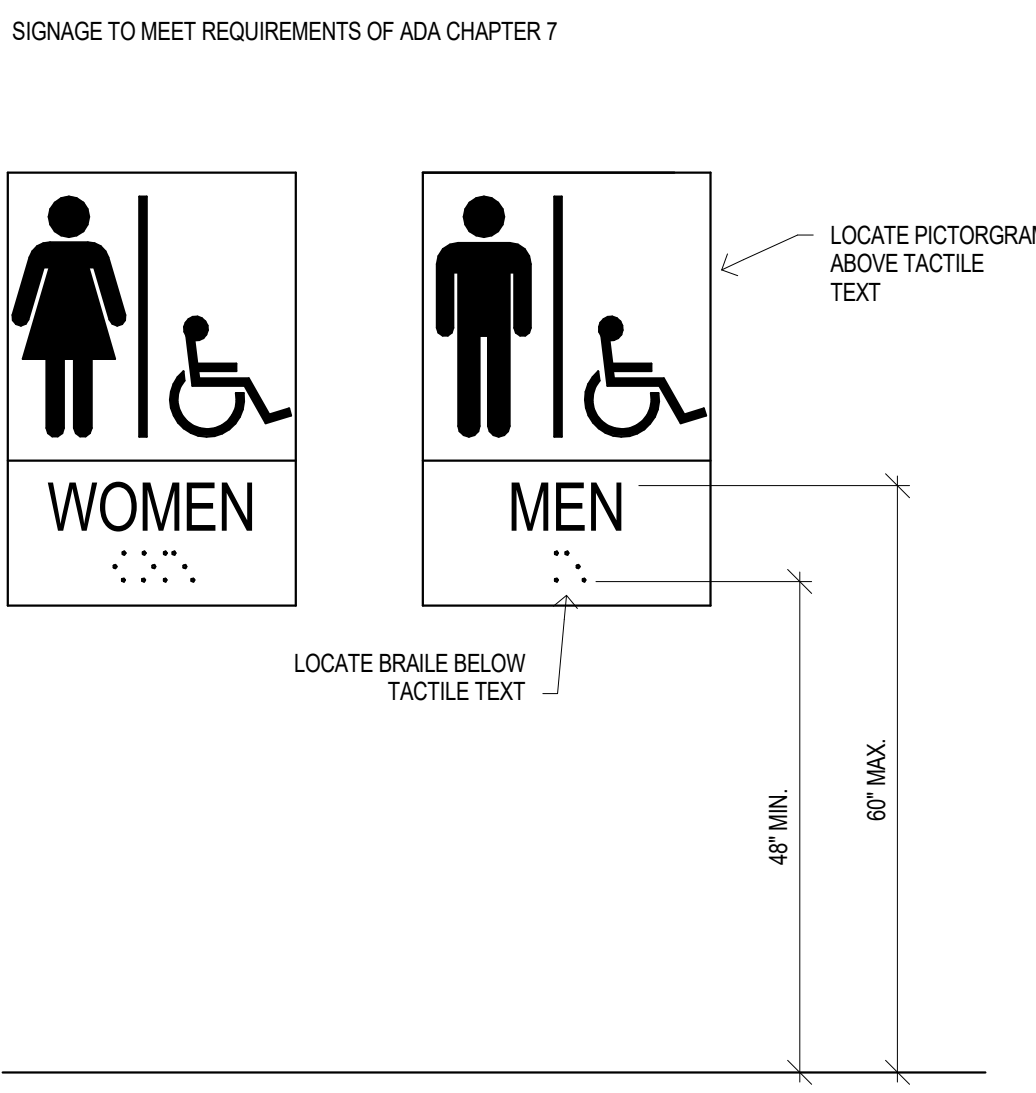 SIGNAGE TO MEET REQUIREMENTS OF ADA CHAPTER 7
LOCATE PICTORGRAM
ABOVE TACTILE
TEXT
WOMEN
MEN
LOCATE BRAILE BELOW
TACTILE TEXT
48" MIN.
60" MAX.